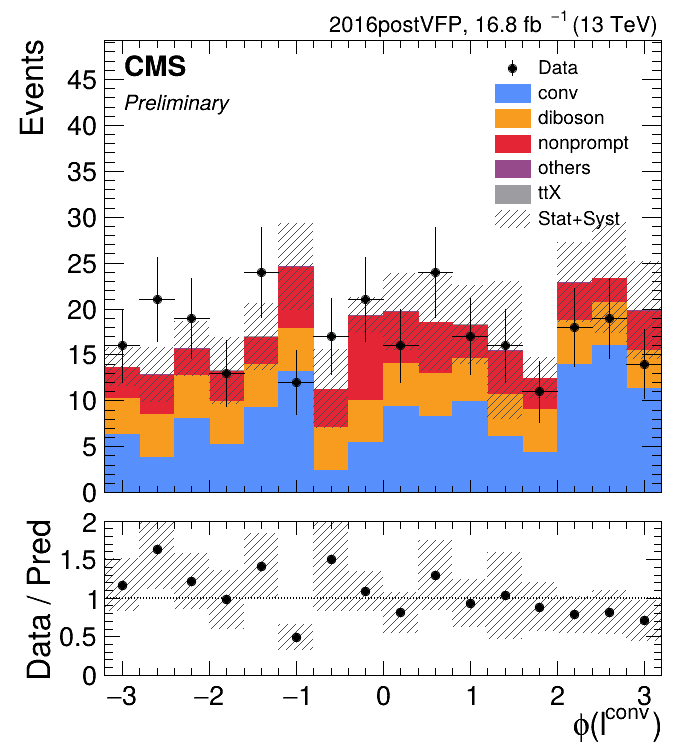 2016postVFP, 16.8 fb⁻¹ (13 TeV)
CMS
Preliminary
Events
45
40
35
30
25
20
15
10
5
0
Data
conv
diboson
nonprompt
others
ttX
Stat+Syst
Data / Pred
2
1.5
1
0.5
0
−3 −2 −1 0 1 2 3
ϕ(l^conv)